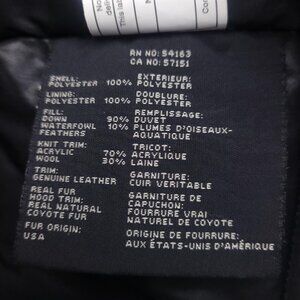 RN NO: 54163
CA NO: 57151
SHELL: EXTÉRIEUR:
POLYESTER 100% POLYESTER
LINING: DOUBLURE:
POLYESTER 100% POLYESTER
FILL: REMPLISSAGE:
DOWN 90% DUVET
WATERFOWL 10% PLUMES D'OISEAUX-
FEATHERS AQUATIQUE
KNIT TRIM: TRICOT:
ACRYLIC 70% ACRYLIQUE
WOOL 30% LAINE
TRIM: GARNITURE:
GENUINE LEATHER CUIR VERITABLE
REAL FUR GARNITURE DE
HOOD TRIM: CAPUCHON:
REAL NATURAL FOURRURE VRAI
COYOTE FUR NATUREL DE COYOTE
FUR ORIGIN: ORIGINE DE FOURRURE:
USA AUX ÉTATS-UNIS D'AMÉRIQUE